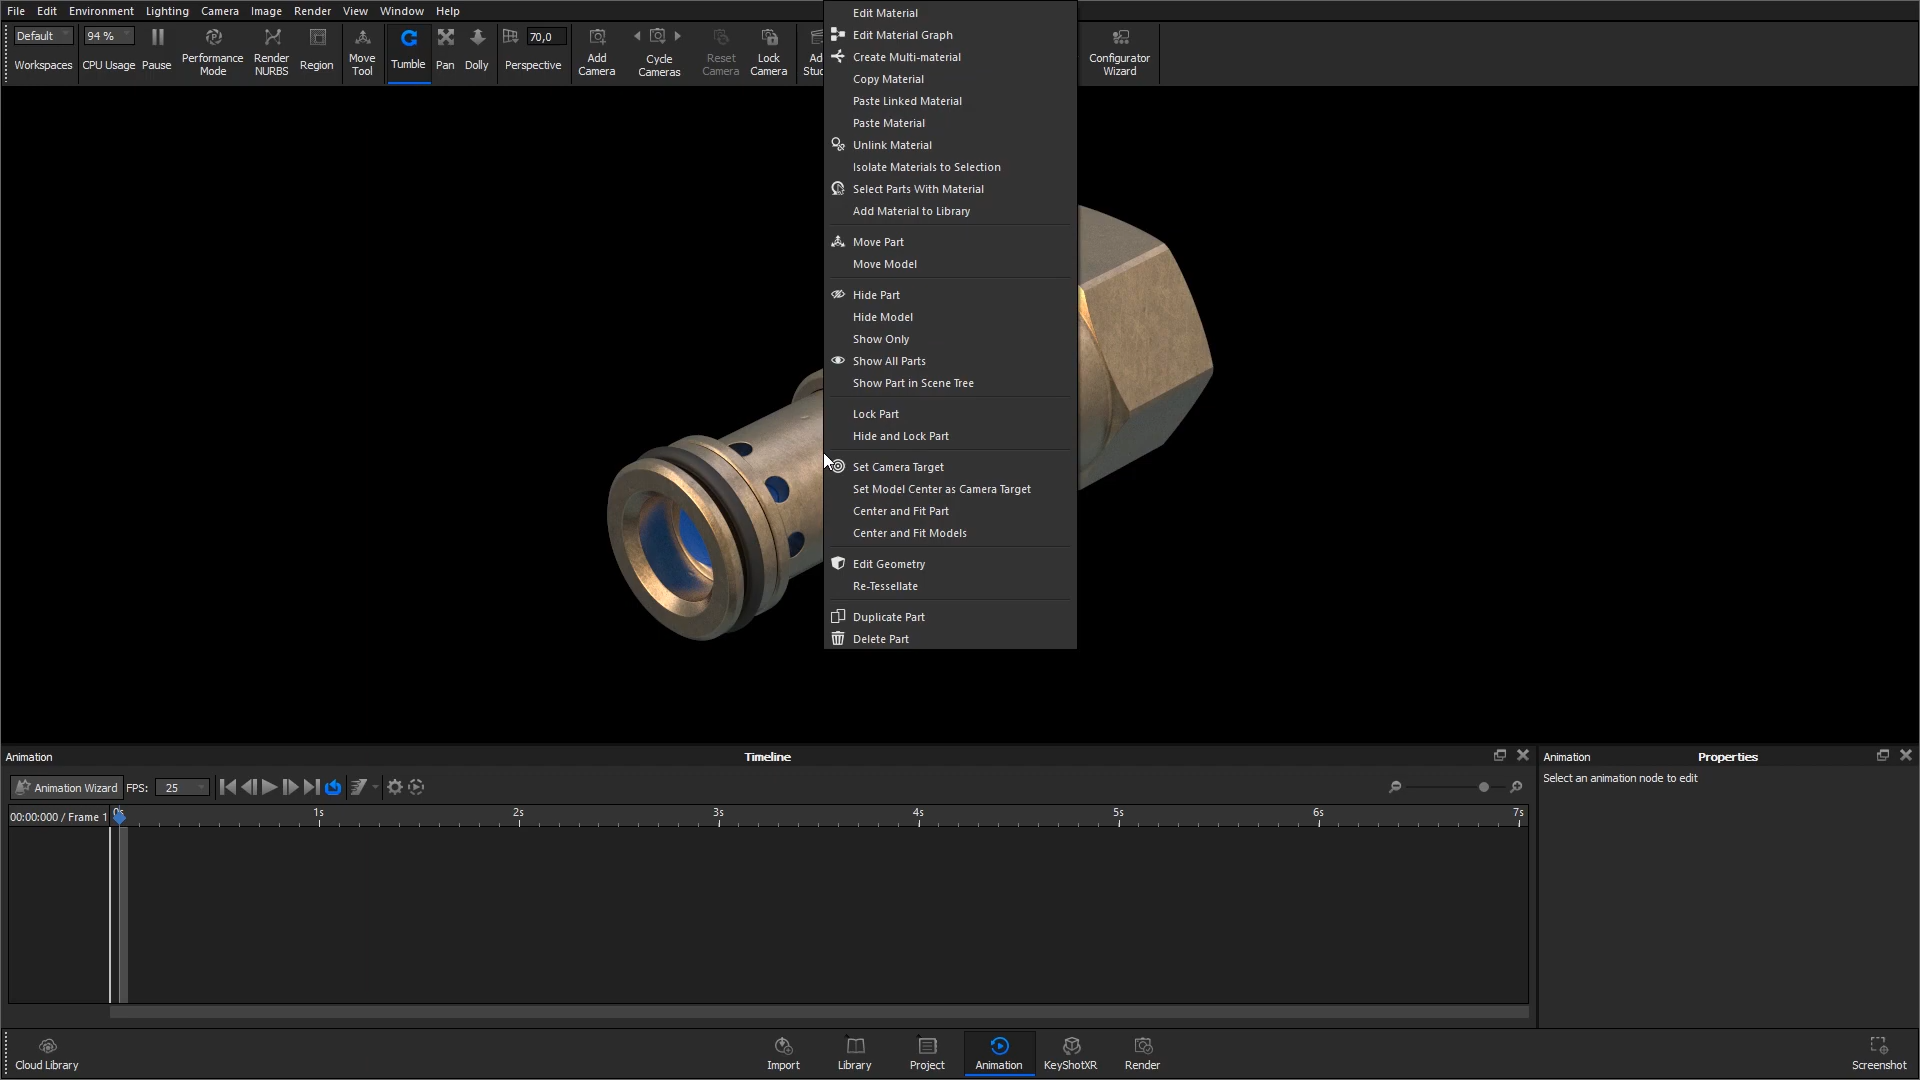 File Edit Environment Lighting Camera Image Render View Window Help
Default 94 % 70,0
Workspaces CPU Usage Pause Performance Mode Render NURBS Region Move Tool Tumble Pan Dolly Perspective Add Camera Cycle Cameras Reset Camera Lock Camera Configurator Wizard
Edit Material
Edit Material Graph
Create Multi-material
Copy Material
Paste Linked Material
Paste Material
Unlink Material
Isolate Materials to Selection
Select Parts With Material
Add Material to Library
Move Part
Move Model
Hide Part
Hide Model
Show Only
Show All Parts
Show Part in Scene Tree
Lock Part
Hide and Lock Part
Set Camera Target
Set Model Center as Camera Target
Center and Fit Part
Center and Fit Models
Edit Geometry
Re-Tessellate
Duplicate Part
Delete Part
Animation Timeline Animation Properties
Select an animation node to edit
Animation Wizard FPS: 25
00:00:000 / Frame 1 0s 1s 2s 3s 4s 5s 6s 7s
Cloud Library Import Library Project Animation KeyShotXR Render Screenshot